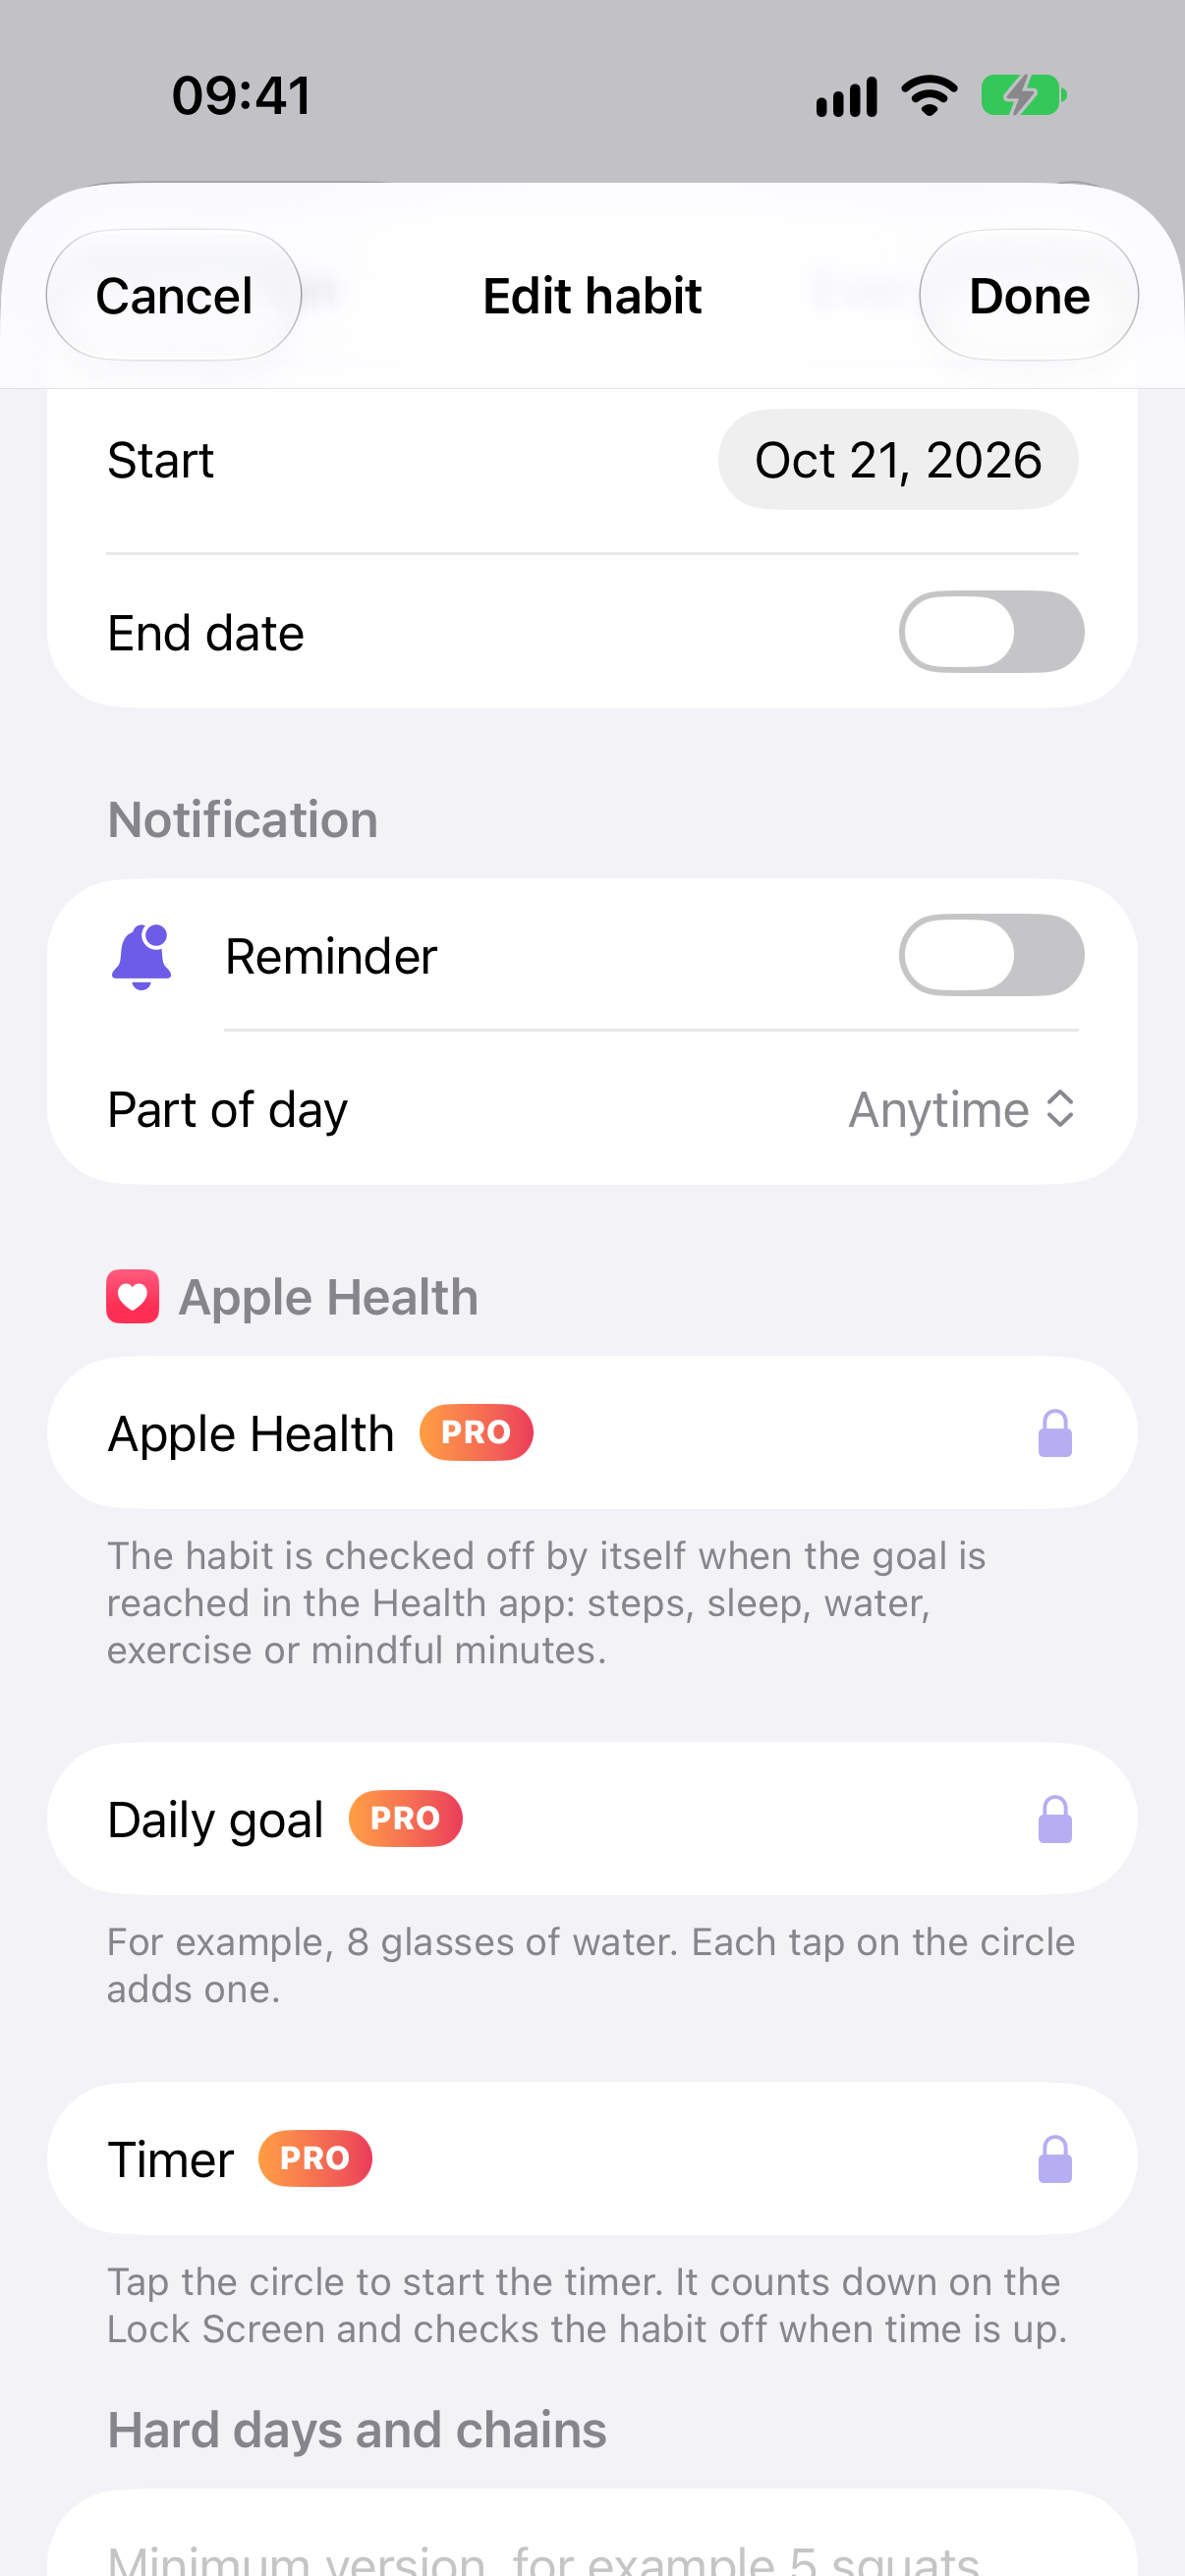 09:41
Cancel
Edit habit
Done
Start
Oct 21, 2026
End date
Notification
Reminder
Part of day
Anytime
Apple Health
Apple Health PRO
The habit is checked off by itself when the goal is
reached in the Health app: steps, sleep, water,
exercise or mindful minutes.
Daily goal PRO
For example, 8 glasses of water. Each tap on the circle
adds one.
Timer PRO
Tap the circle to start the timer. It counts down on the
Lock Screen and checks the habit off when time is up.
Hard days and chains
Minimum version, for example 5 squats